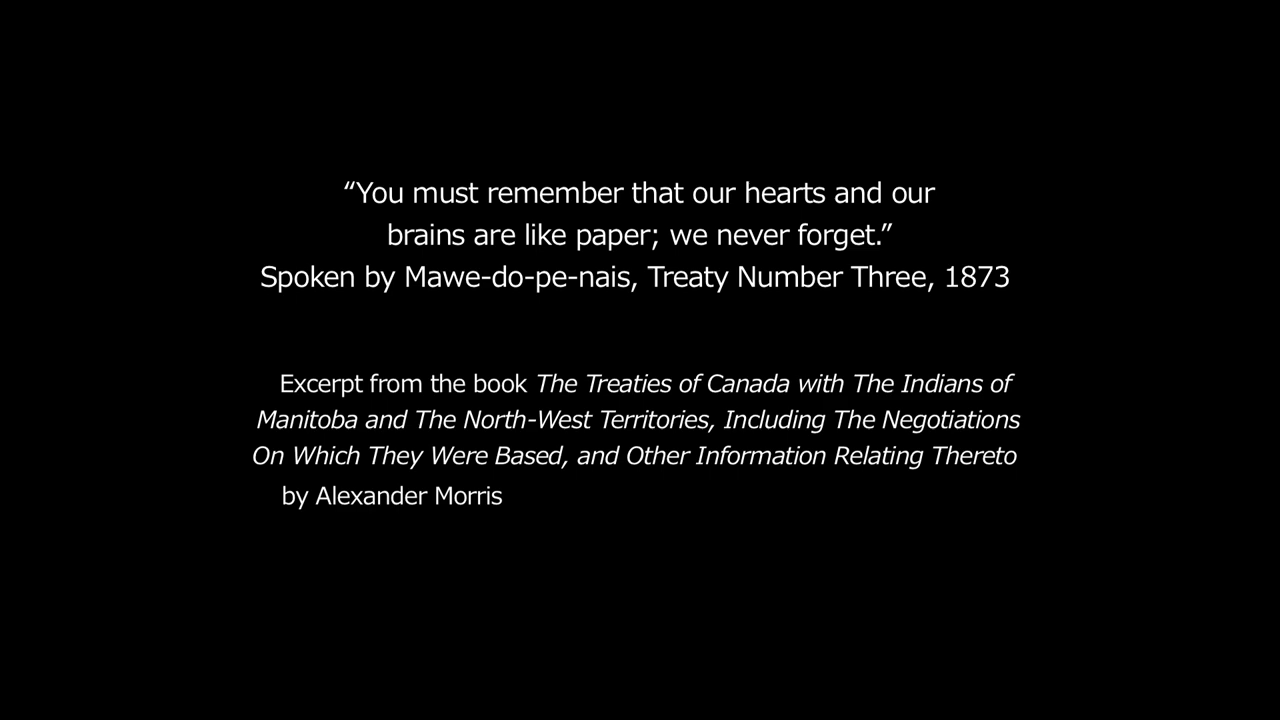 “You must remember that our hearts and our
brains are like paper; we never forget.”
Spoken by Mawe-do-pe-nais, Treaty Number Three, 1873
Excerpt from the book The Treaties of Canada with The Indians of
Manitoba and The North-West Territories, Including The Negotiations
On Which They Were Based, and Other Information Relating Thereto
by Alexander Morris